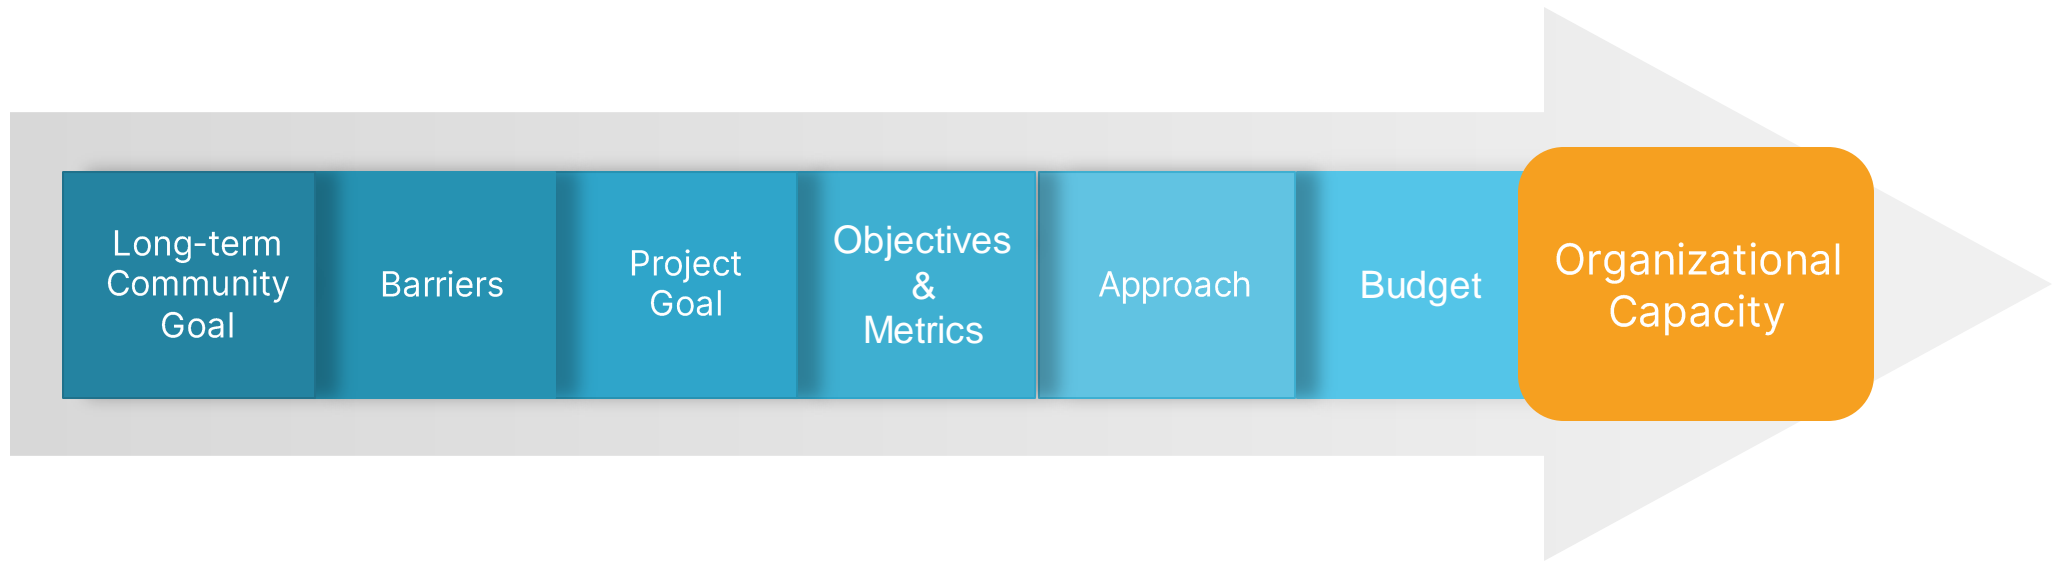 Long-term
Community
Goal
Barriers
Project
Goal
Objectives
&
Metrics
Approach
Budget
Organizational
Capacity